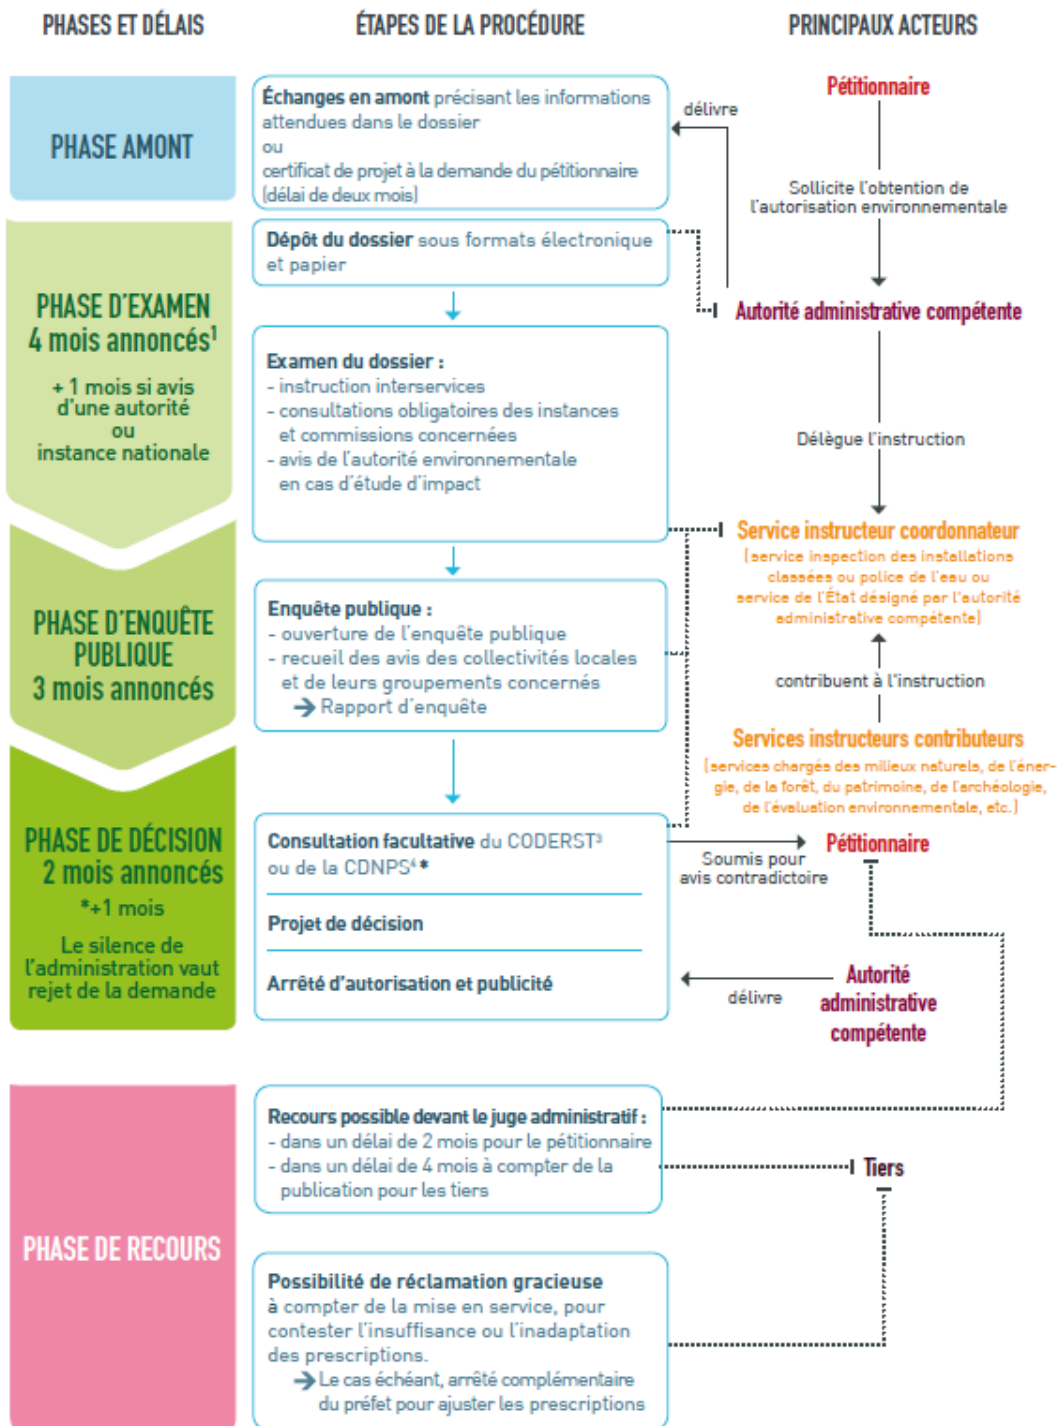 PHASES ET DÉLAIS
ÉTAPES DE LA PROCÉDURE
PRINCIPAUX ACTEURS
PHASE AMONT
Échanges en amont précisant les informations
attendues dans le dossier
ou
certificat de projet à la demande du pétitionnaire
(délai de deux mois)
délivre
Pétitionnaire
Sollicite l'obtention de
l'autorisation environnementale
PHASE D'EXAMEN
4 mois annoncés¹
+ 1 mois si avis
d'une autorité
ou
instance nationale
Dépôt du dossier sous formats électronique
et papier
Autorité administrative compétente
Examen du dossier :
- instruction interservices
- consultations obligatoires des instances
et commissions concernées
- avis de l'autorité environnementale
en cas d'étude d'impact
Délègue l'instruction
Service instructeur coordonnateur
(service inspection des installations
classées ou police de l'eau ou
service de l'État désigné par l'autorité
administrative compétente)
PHASE D'ENQUÊTE
PUBLIQUE
3 mois annoncés
Enquête publique :
- ouverture de l'enquête publique
- recueil des avis des collectivités locales
et de leurs groupements concernés
➔ Rapport d'enquête
contribuent à l'instruction
Services instructeurs contributeurs
(services chargés des milieux naturels, de l'éner-
gie, de la forêt, du patrimoine, de l'archéologie,
de l'évaluation environnementale, etc.)
PHASE DE DÉCISION
2 mois annoncés
*+1 mois
Le silence de
l'administration vaut
rejet de la demande
Consultation facultative du CODERST³
ou de la CDNPS⁴ *
Projet de décision
Arrêté d'autorisation et publicité
Soumis pour
avis contradictoire
Pétitionnaire
délivre
Autorité
administrative
compétente
PHASE DE RECOURS
Recours possible devant le juge administratif :
- dans un délai de 2 mois pour le pétitionnaire
- dans un délai de 4 mois à compter de la
publication pour les tiers
Tiers
Possibilité de réclamation gracieuse
à compter de la mise en service, pour
contester l'insuffisance ou l'inadaptation
des prescriptions.
➔ Le cas échéant, arrêté complémentaire
du préfet pour ajuster les prescriptions